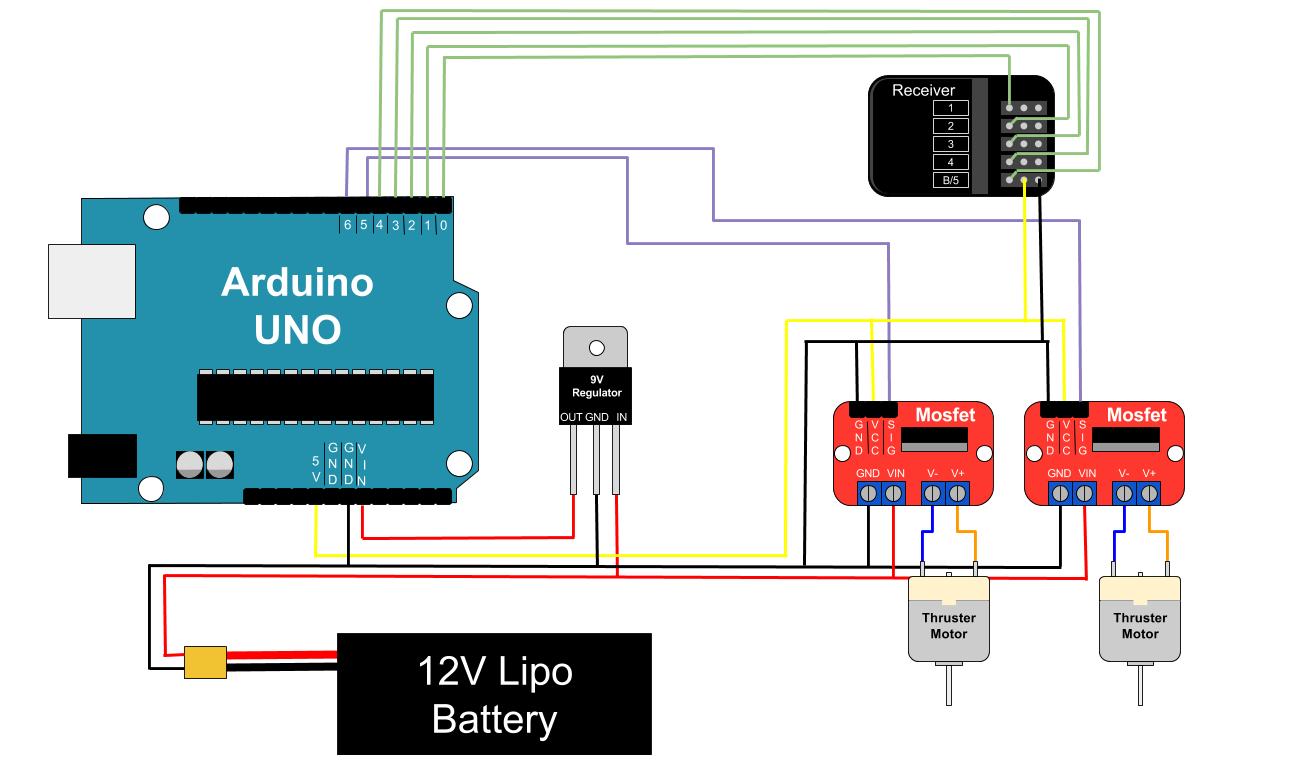 Receiver
1
2
3
4
B/5
6 5 4 3 2 1 0
Arduino
UNO
9V
Regulator
OUT GND IN
5V GND GND VIN
GND VCC SIG
Mosfet
GND VIN V- V+
GND VCC SIG
Mosfet
GND VIN V- V+
Thruster
Motor
Thruster
Motor
12V Lipo
Battery